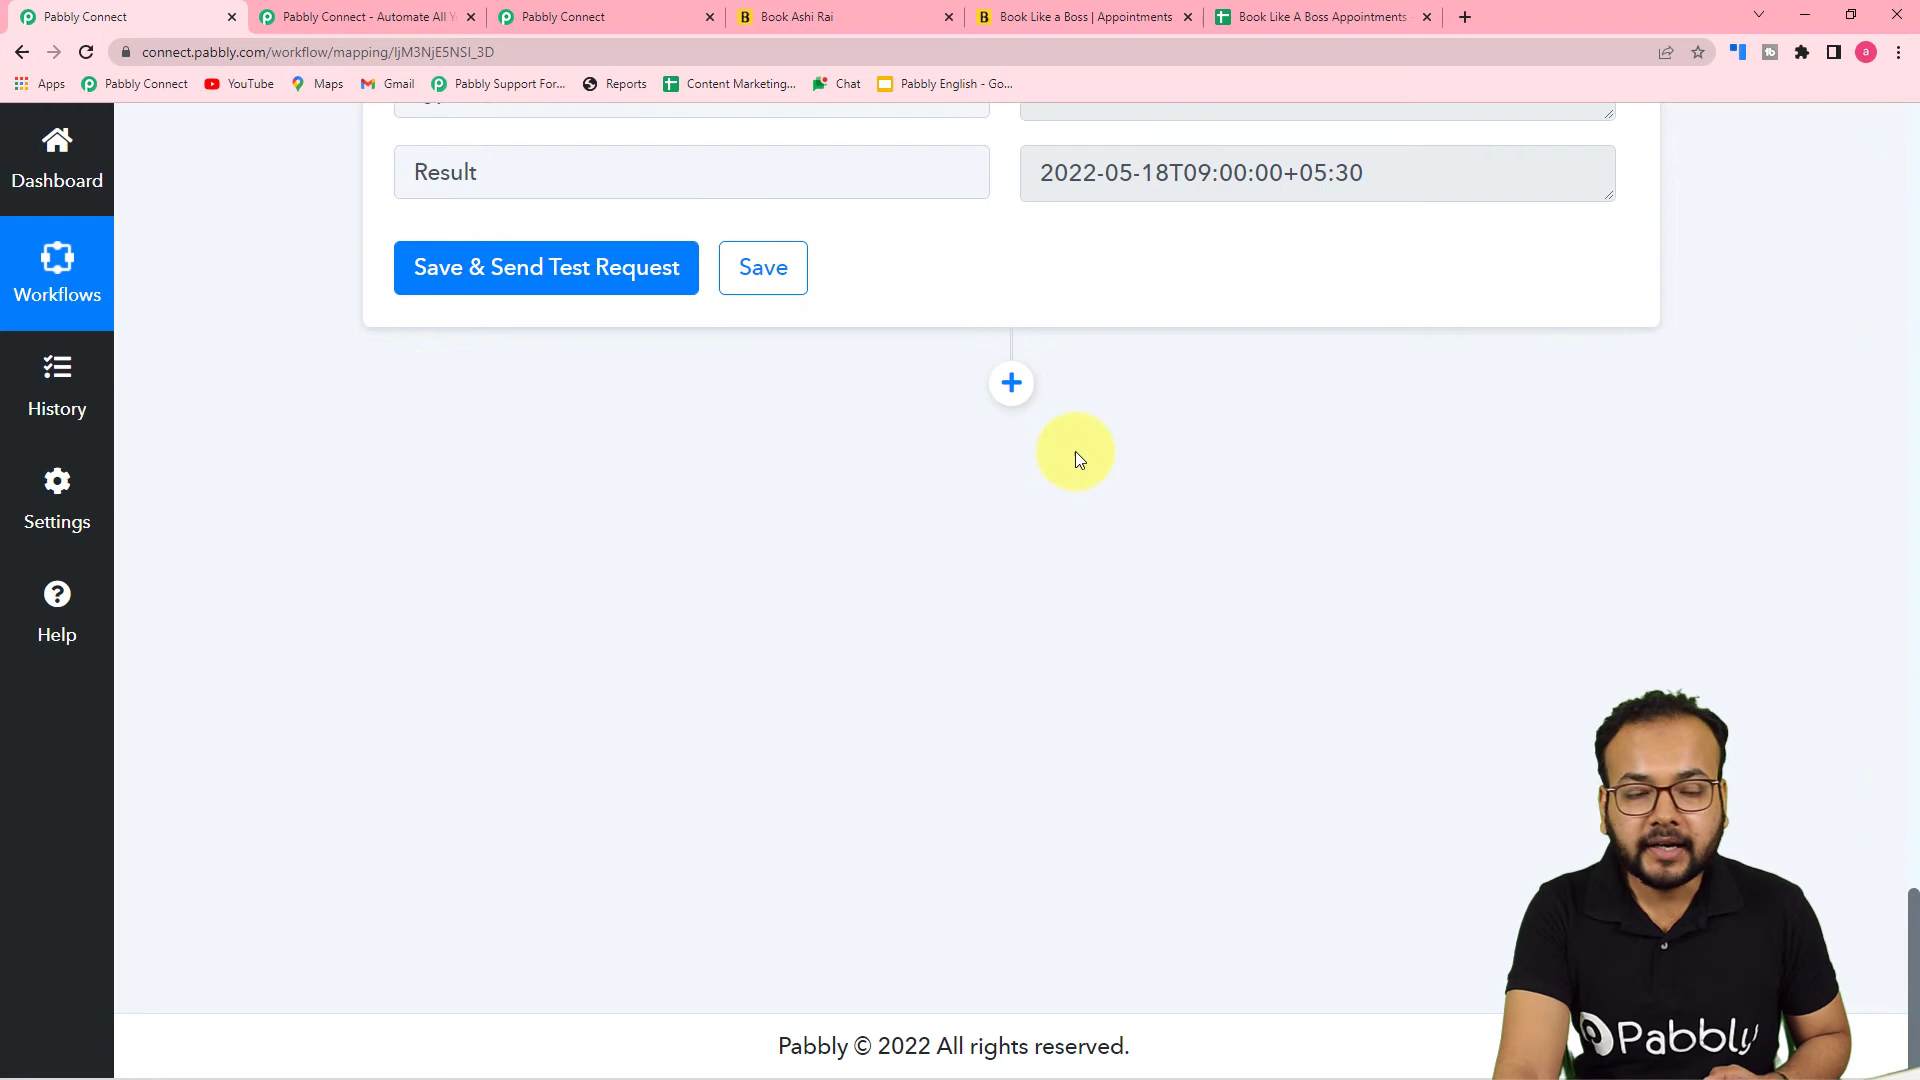 Pabbly Connect
Pabbly Connect - Automate All Y
Pabbly Connect
Book Ashi Rai
Book Like a Boss | Appointments
Book Like A Boss Appointments
connect.pabbly.com/workflow/mapping/IjM3NjE5NSI_3D
Apps
Pabbly Connect
YouTube
Maps
Gmail
Pabbly Support For...
Reports
Content Marketing...
Chat
Pabbly English - Go...
Dashboard
Workflows
History
Settings
Help
Result
2022-05-18T09:00:00+05:30
Save & Send Test Request
Save
Pabbly
Pabbly © 2022 All rights reserved.